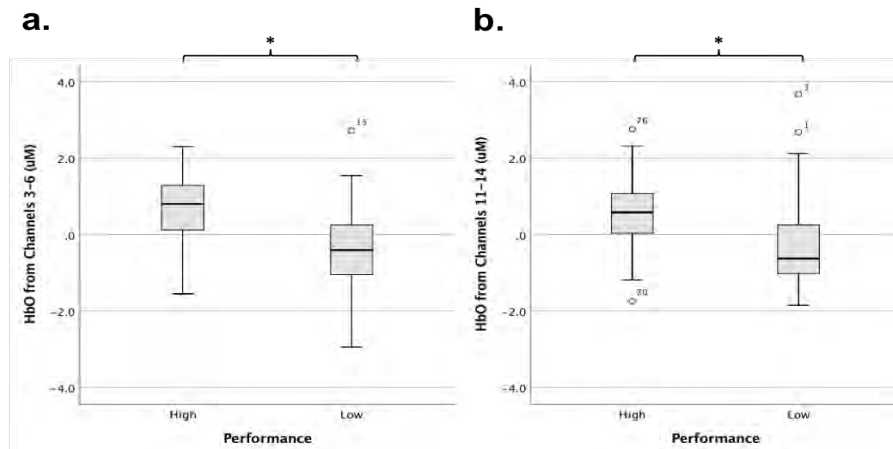 a.
*
HbO from Channels 3-6 (uM)
4.0
2.0
.0
-2.0
-4.0
High
Low
Performance
b.
*
HbO from Channels 11-14 (uM)
4.0
2.0
.0
-2.0
-4.0
76
1
High
Low
Performance